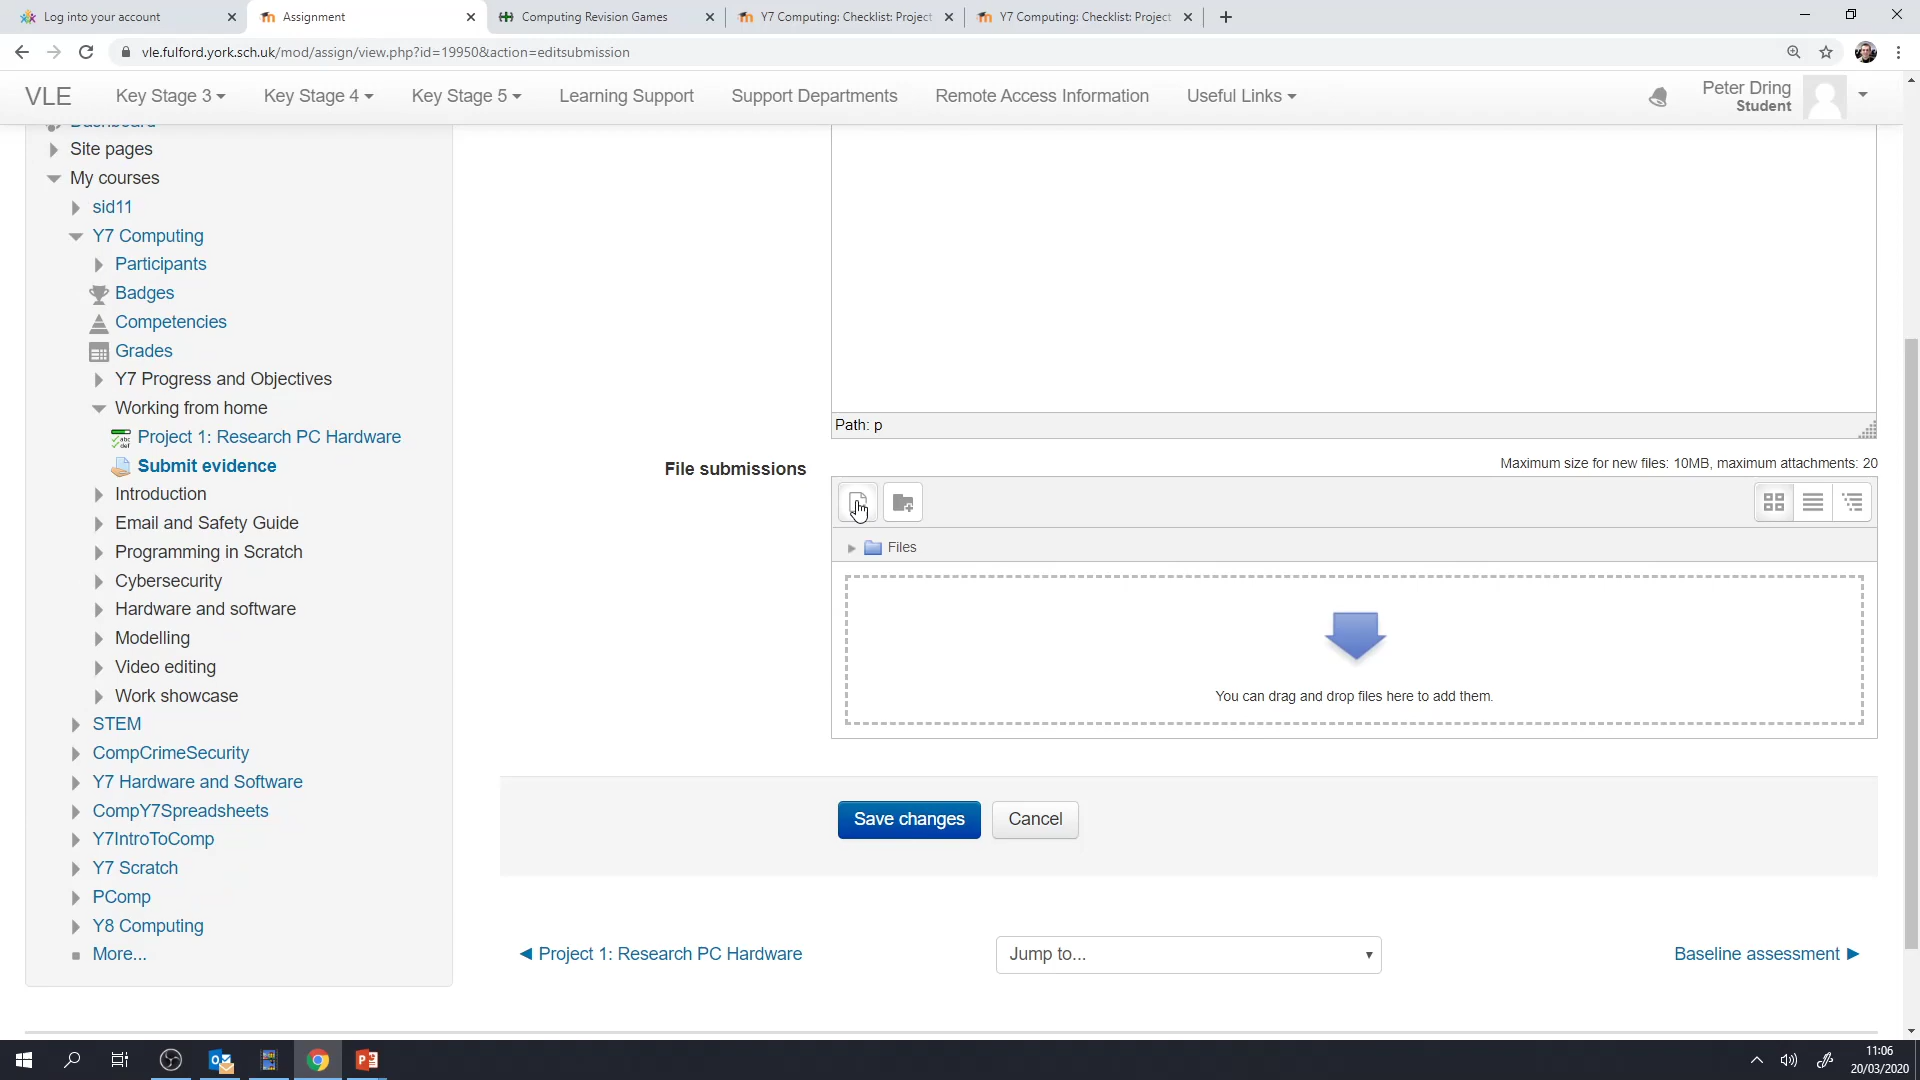 Log into your account
Assignment
Computing Revision Games
Y7 Computing: Checklist: Project
Y7 Computing: Checklist: Project
vle.fulford.york.sch.uk/mod/assign/view.php?id=19950&action=editsubmission
VLE
Key Stage 3
Key Stage 4
Key Stage 5
Learning Support
Support Departments
Remote Access Information
Useful Links
Peter Dring
Student
Dashboard
Site pages
My courses
sid11
Y7 Computing
Participants
Badges
Competencies
Grades
Y7 Progress and Objectives
Working from home
Project 1: Research PC Hardware
Submit evidence
Introduction
Email and Safety Guide
Programming in Scratch
Cybersecurity
Hardware and software
Modelling
Video editing
Work showcase
STEM
CompCrimeSecurity
Y7 Hardware and Software
CompY7Spreadsheets
Y7IntroToComp
Y7 Scratch
PComp
Y8 Computing
More...
Path: p
File submissions
Maximum size for new files: 10MB, maximum attachments: 20
Files
You can drag and drop files here to add them.
Save changes
Cancel
◀ Project 1: Research PC Hardware
Jump to...
Baseline assessment ▶
11:06
20/03/2020